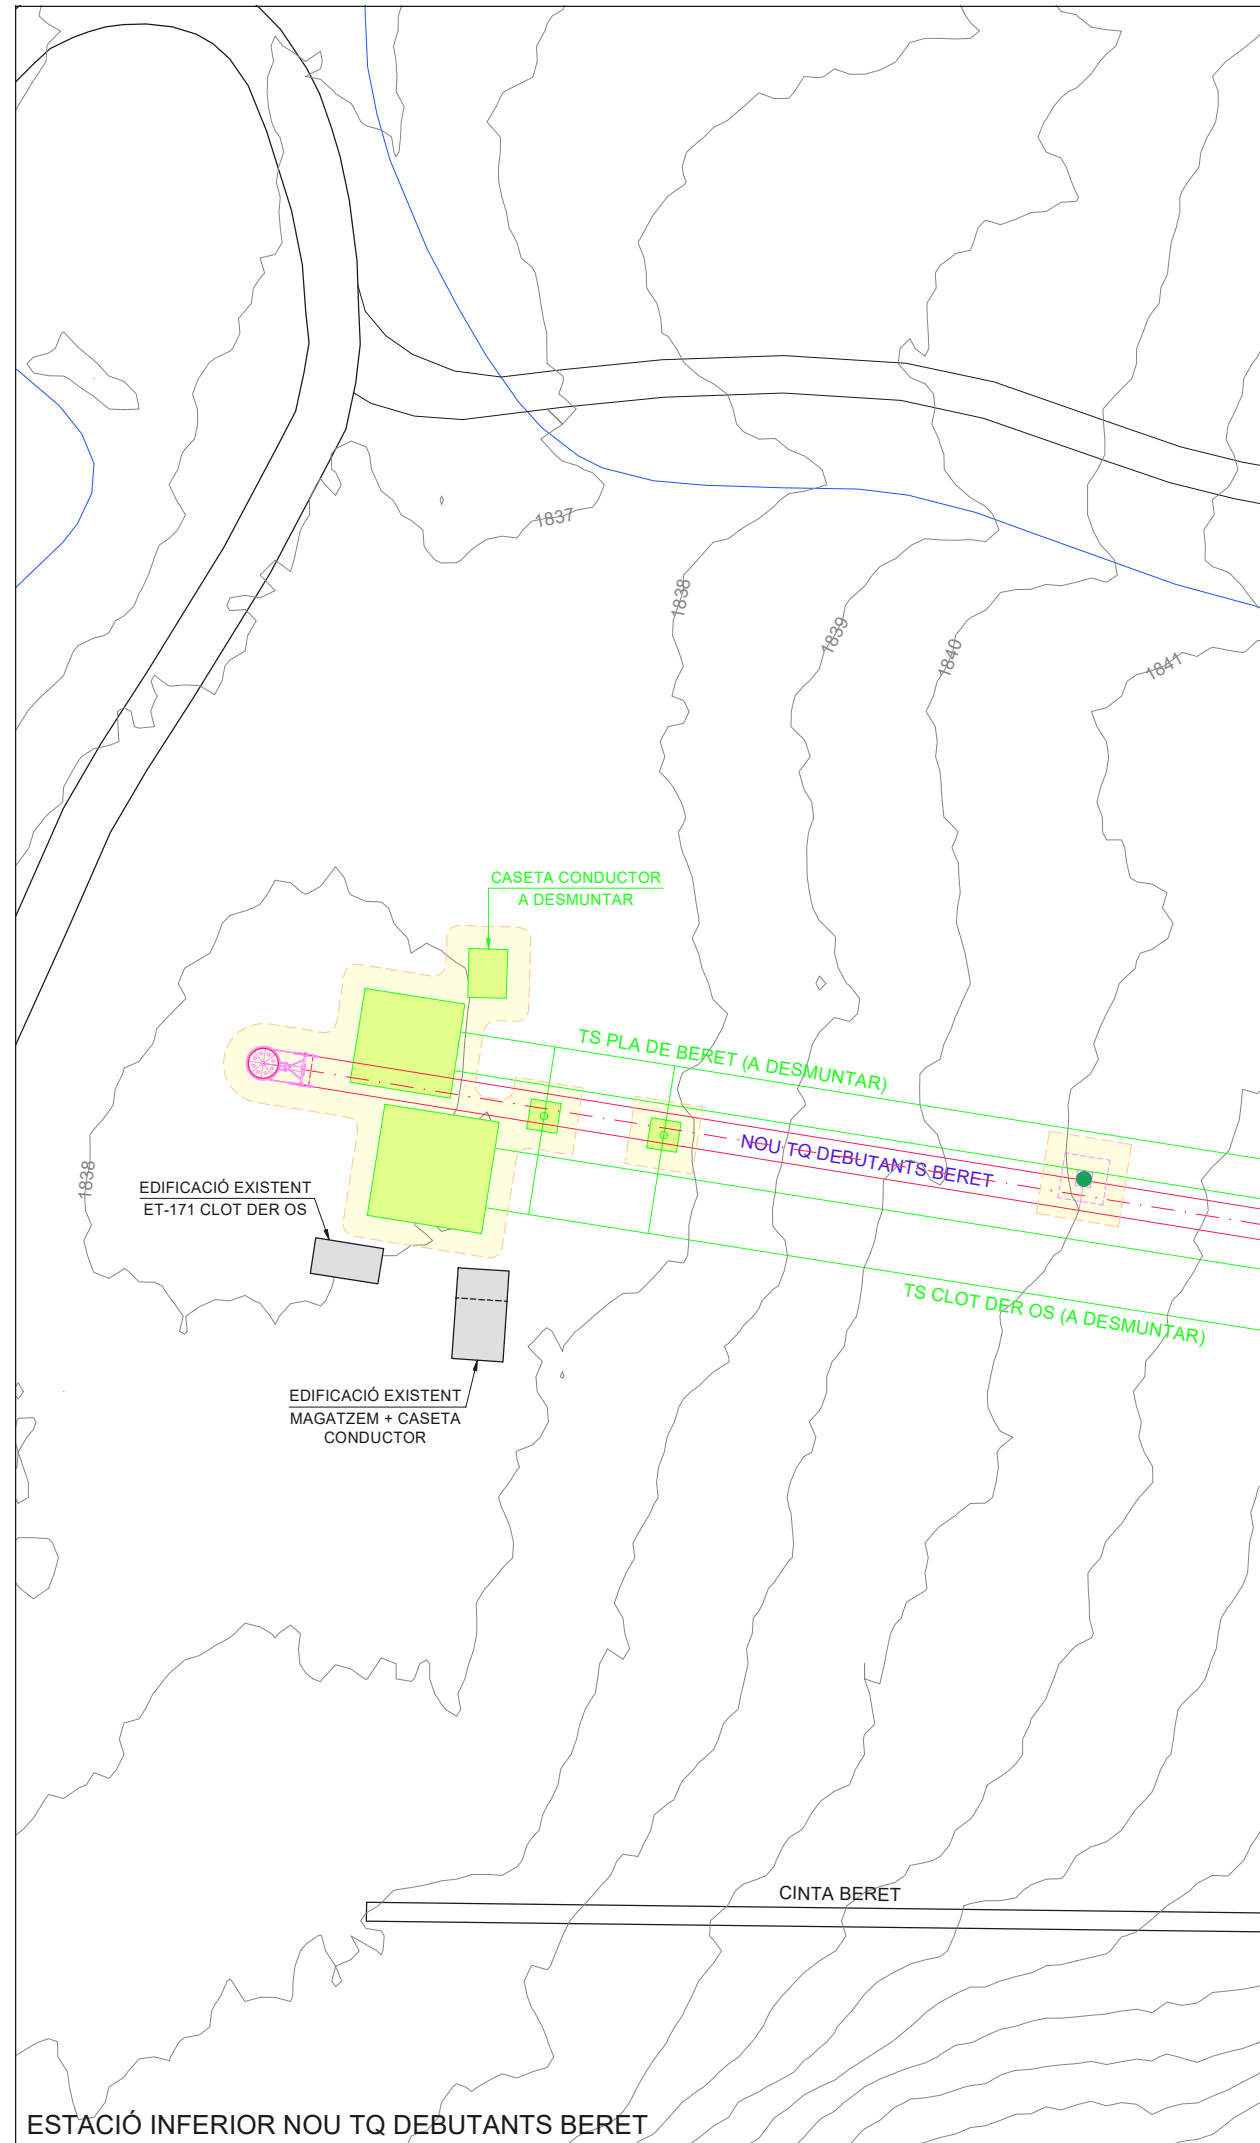 1837
1838
1839
1840
1841
CASETA CONDUCTOR
A DESMUNTAR
TS PLA DE BERET (A DESMUNTAR)
NOU TQ DEBUTANTS BERET
1838
EDIFICACIÓ EXISTENT
ET-171 CLOT DER OS
TS CLOT DER OS (A DESMUNTAR)
EDIFICACIÓ EXISTENT
MAGATZEM + CASETA
CONDUCTOR
CINTA BERET
ESTACIÓ INFERIOR NOU TQ DEBUTANTS BERET